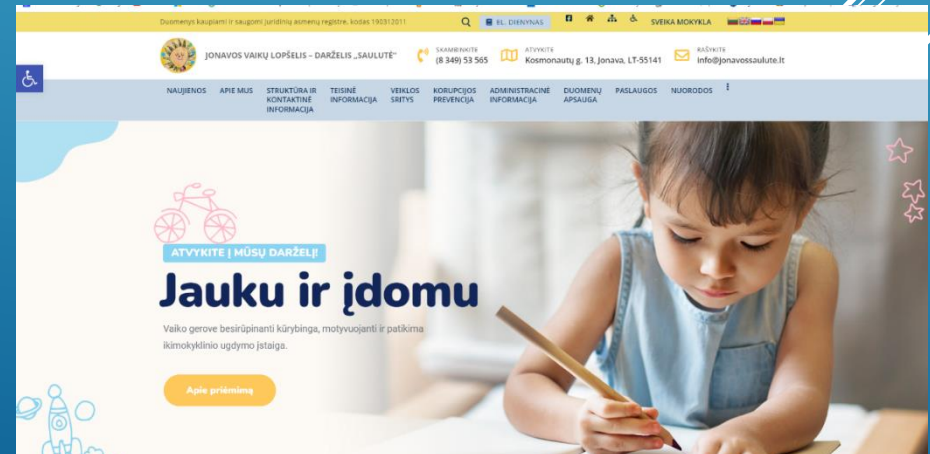 Duomenys kaupiami ir saugomi juridinių asmenų registre, kodas 190312011
EL. DIENYNAS
SVEIKA MOKYKLA
JONAVOS VAIKŲ LOPŠELIS – DARŽELIS „SAULUTĖ“
SKAMBINKITE
(8 349) 53 565
ATVYKITE
Kosmonautų g. 13, Jonava, LT-55141
RAŠYKITE
info@jonavossaulute.lt
NAUJIENOS
APIE MUS
STRUKTŪRA IR
KONTAKTINĖ
INFORMACIJA
TEISINĖ
INFORMACIJA
VEIKLOS
SRITYS
KORUPCIJOS
PREVENCIJA
ADMINISTRACINĖ
INFORMACIJA
DUOMENŲ
APSAUGA
PASLAUGOS
NUORODOS
ATVYKITE Į MŪSŲ DARŽELĮ!
Jauku ir įdomu
Vaiko gerove besirūpinanti kūrybinga, motyvuojanti ir patikima
ikimokyklinio ugdymo įstaiga.
Apie priėmimą